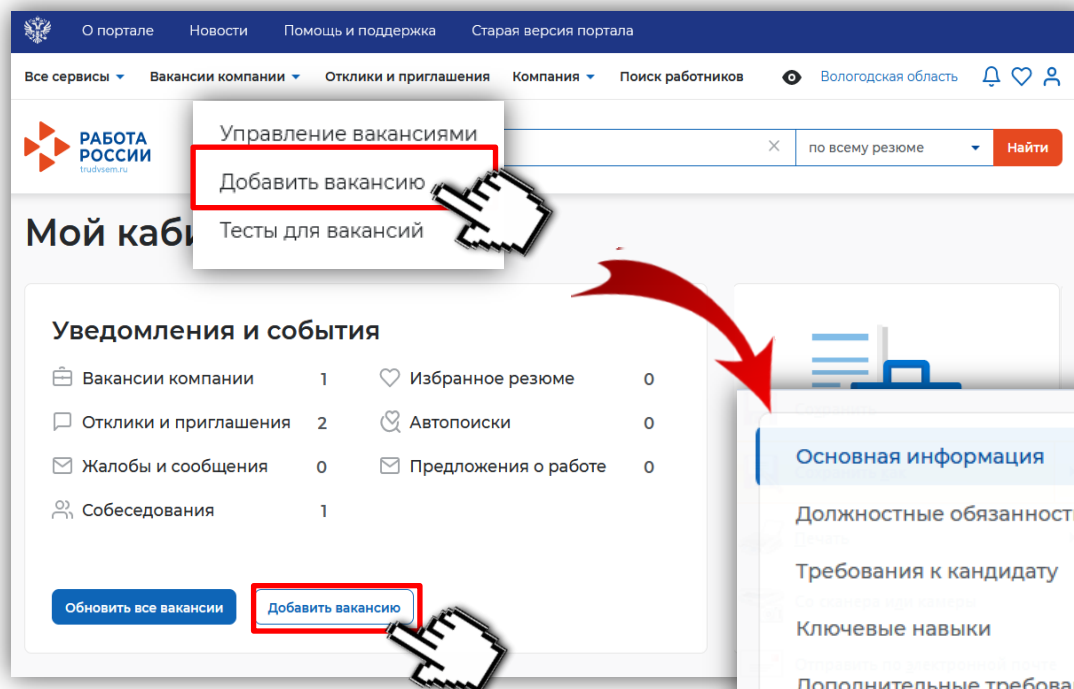 О портале Новости Помощь и поддержка Старая версия портала
Все сервисы Вакансии компании Отклики и приглашения Компания Поиск работников Вологодская область
РАБОТА
РОССИИ
trudvsem.ru
Управление вакансиями
Добавить вакансию
Тесты для вакансий
по всему резюме Найти
Мой каби
Уведомления и события
Вакансии компании 1 Избранное резюме 0
Отклики и приглашения 2 Автопоиски 0
Жалобы и сообщения 0 Предложения о работе 0
Собеседования 1
Обновить все вакансии Добавить вакансию
Основная информация
Должностные обязанност
Требования к кандидату
Ключевые навыки
Дополнительные требова